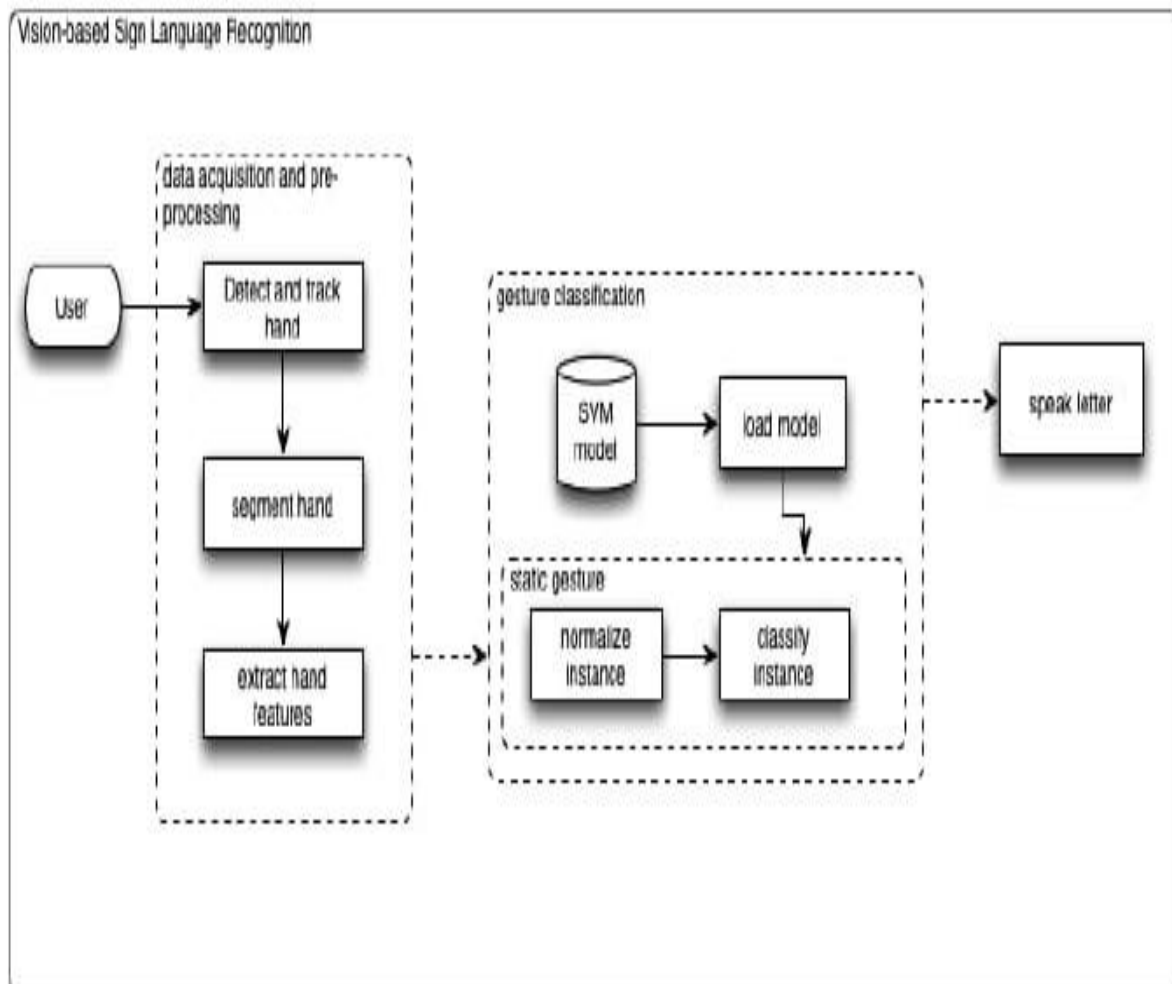 Vision-based Sign Language Recognition
data acquisition and pre-
processing
User
Detect and track
hand
segment hand
extract hand
features
gesture classification
SVM
model
load model
static gesture
normalize
instance
classify
instance
speak letter